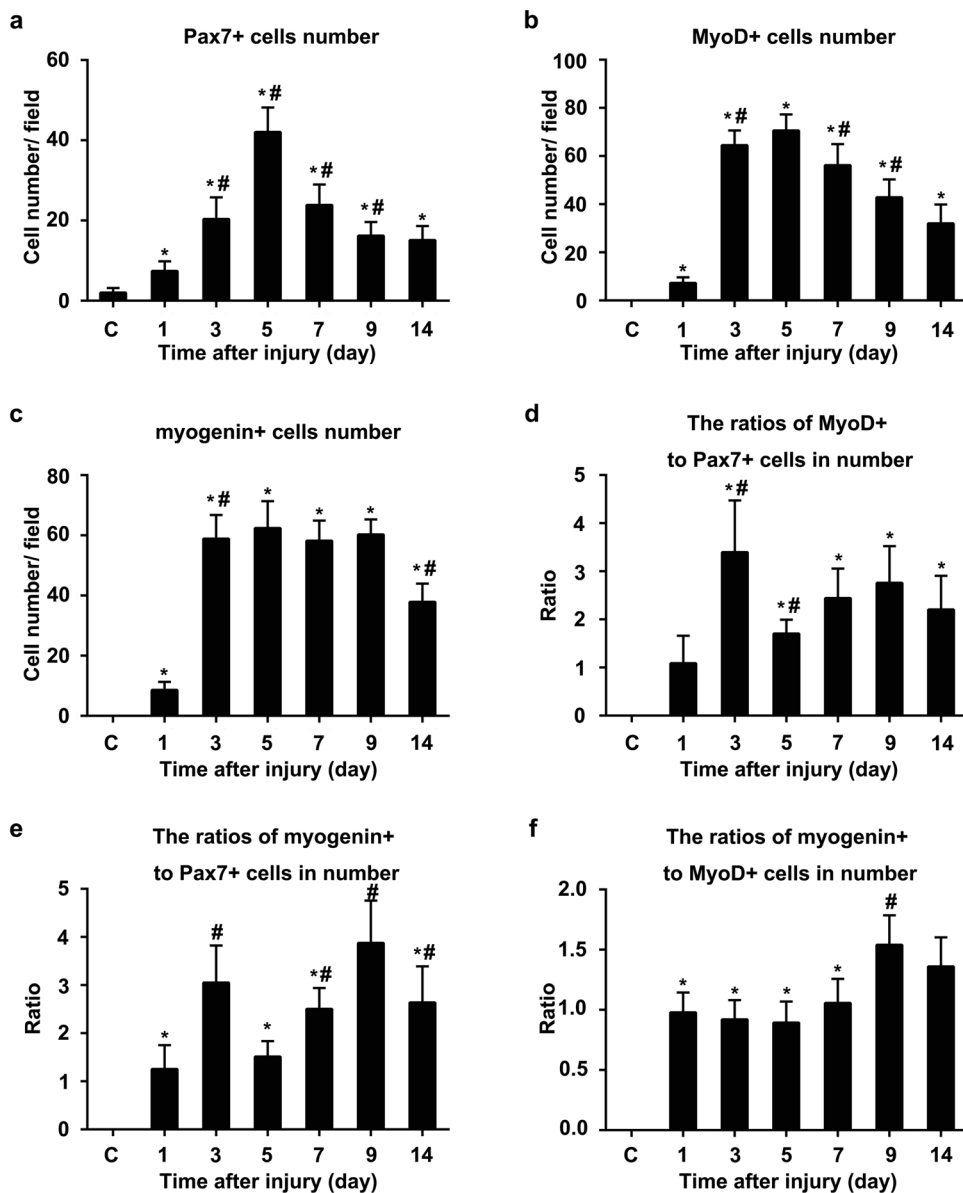 a
Pax7+ cells number
Cell number/ field
60
40
20
0
* *# *# *# *# *
C 1 3 5 7 9 14
Time after injury (day)
b
MyoD+ cells number
Cell number/ field
100
80
60
40
20
0
* *# * *# *# *
C 1 3 5 7 9 14
Time after injury (day)
c
myogenin+ cells number
Cell number/ field
80
60
40
20
0
* *# * * * *#
C 1 3 5 7 9 14
Time after injury (day)
d
The ratios of MyoD+
to Pax7+ cells in number
Ratio
5
4
3
2
1
0
*# *# * * *
C 1 3 5 7 9 14
Time after injury (day)
e
The ratios of myogenin+
to Pax7+ cells in number
Ratio
5
4
3
2
1
0
* # * *# # *#
C 1 3 5 7 9 14
Time after injury (day)
f
The ratios of myogenin+
to MyoD+ cells in number
Ratio
2.0
1.5
1.0
0.5
0.0
* * * * #
C 1 3 5 7 9 14
Time after injury (day)